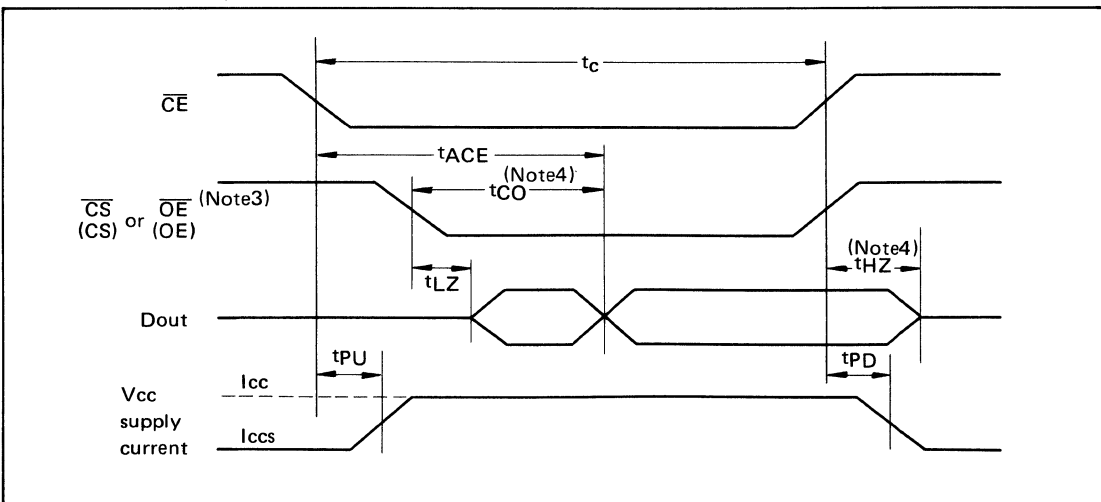 tC
CE
tACE
tCO (Note4)
CS or OE (Note3)
(CS) (OE)
(Note4)
tHZ
tLZ
Dout
tPU
tPD
Icc
Vcc
supply
Iccs
current